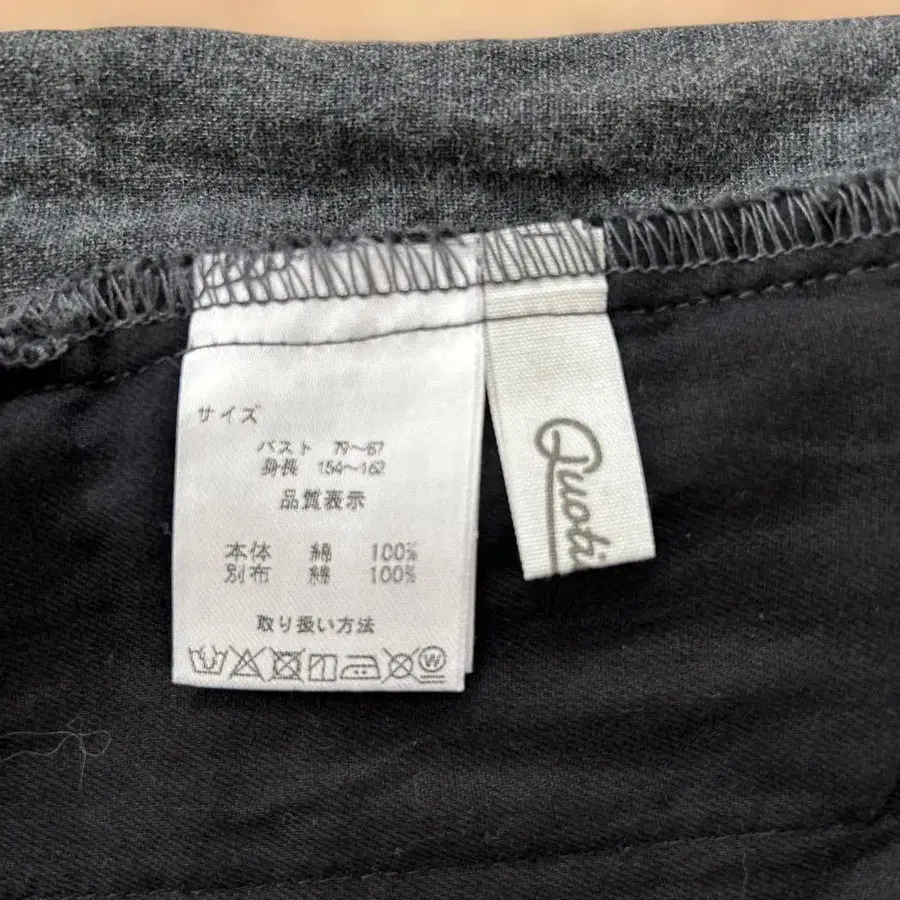 サイズ
バスト 79～87
身長 154～162
品質表示
本体 綿 100%
別布 綿 100%
取り扱い方法
W
Quoti